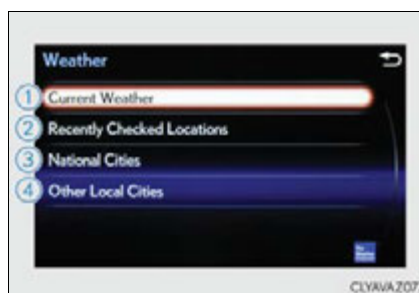 Weather
1 Current Weather
2 Recently Checked Locations
3 National Cities
4 Other Local Cities
CLYAVAZ07